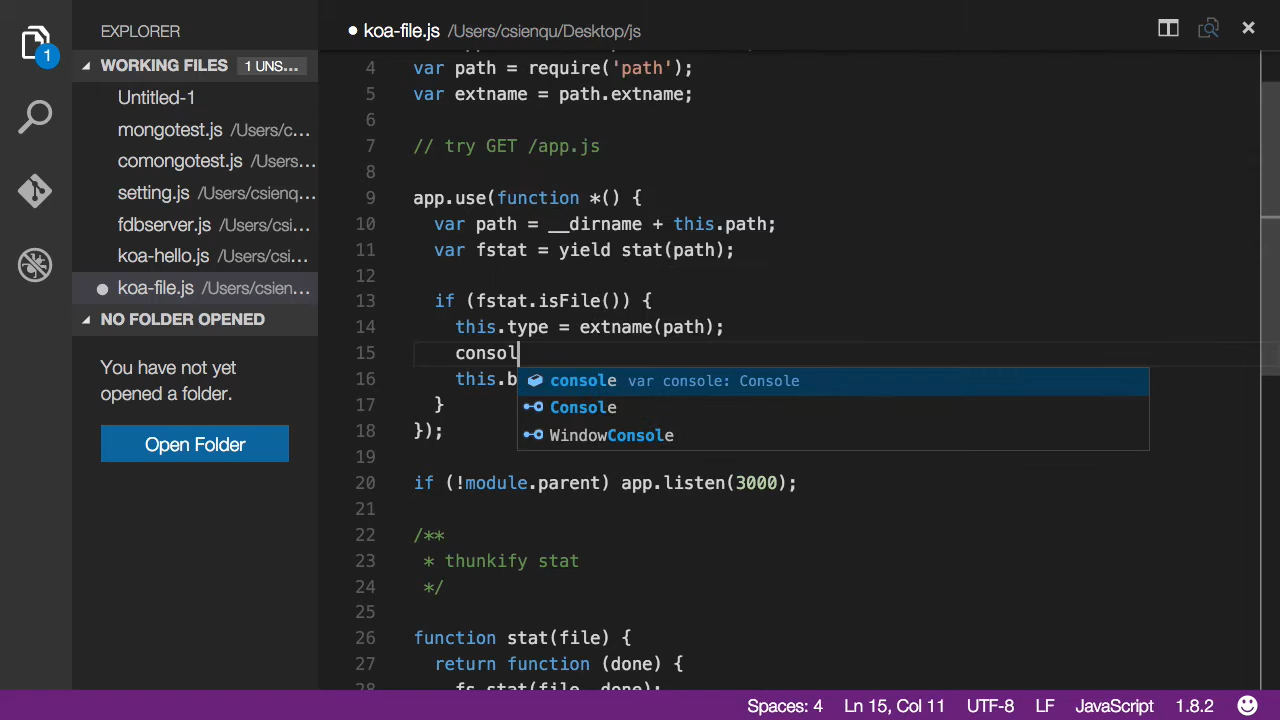 EXPLORER
koa-file.js /Users/csienqu/Desktop/js
1
WORKING FILES 1 UNS...
Untitled-1
mongotest.js /Users/c...
comongotest.js /Users...
setting.js /Users/csienq...
fdbserver.js /Users/csi...
koa-hello.js /Users/csi...
koa-file.js /Users/csien...
NO FOLDER OPENED
You have not yet
opened a folder.
Open Folder
4 var path = require('path');
5 var extname = path.extname;
6
7 // try GET /app.js
8
9 app.use(function *() {
10 var path = __dirname + this.path;
11 var fstat = yield stat(path);
12
13 if (fstat.isFile()) {
14 this.type = extname(path);
15 consol
console var console: Console
16 this.b
Console
17 }
18 });
WindowConsole
19
20 if (!module.parent) app.listen(3000);
21
22 /**
23 * thunkify stat
24 */
25
26 function stat(file) {
27 return function (done) {
28 fs.stat(file, done);
Spaces: 4 Ln 15, Col 11 UTF-8 LF JavaScript 1.8.2